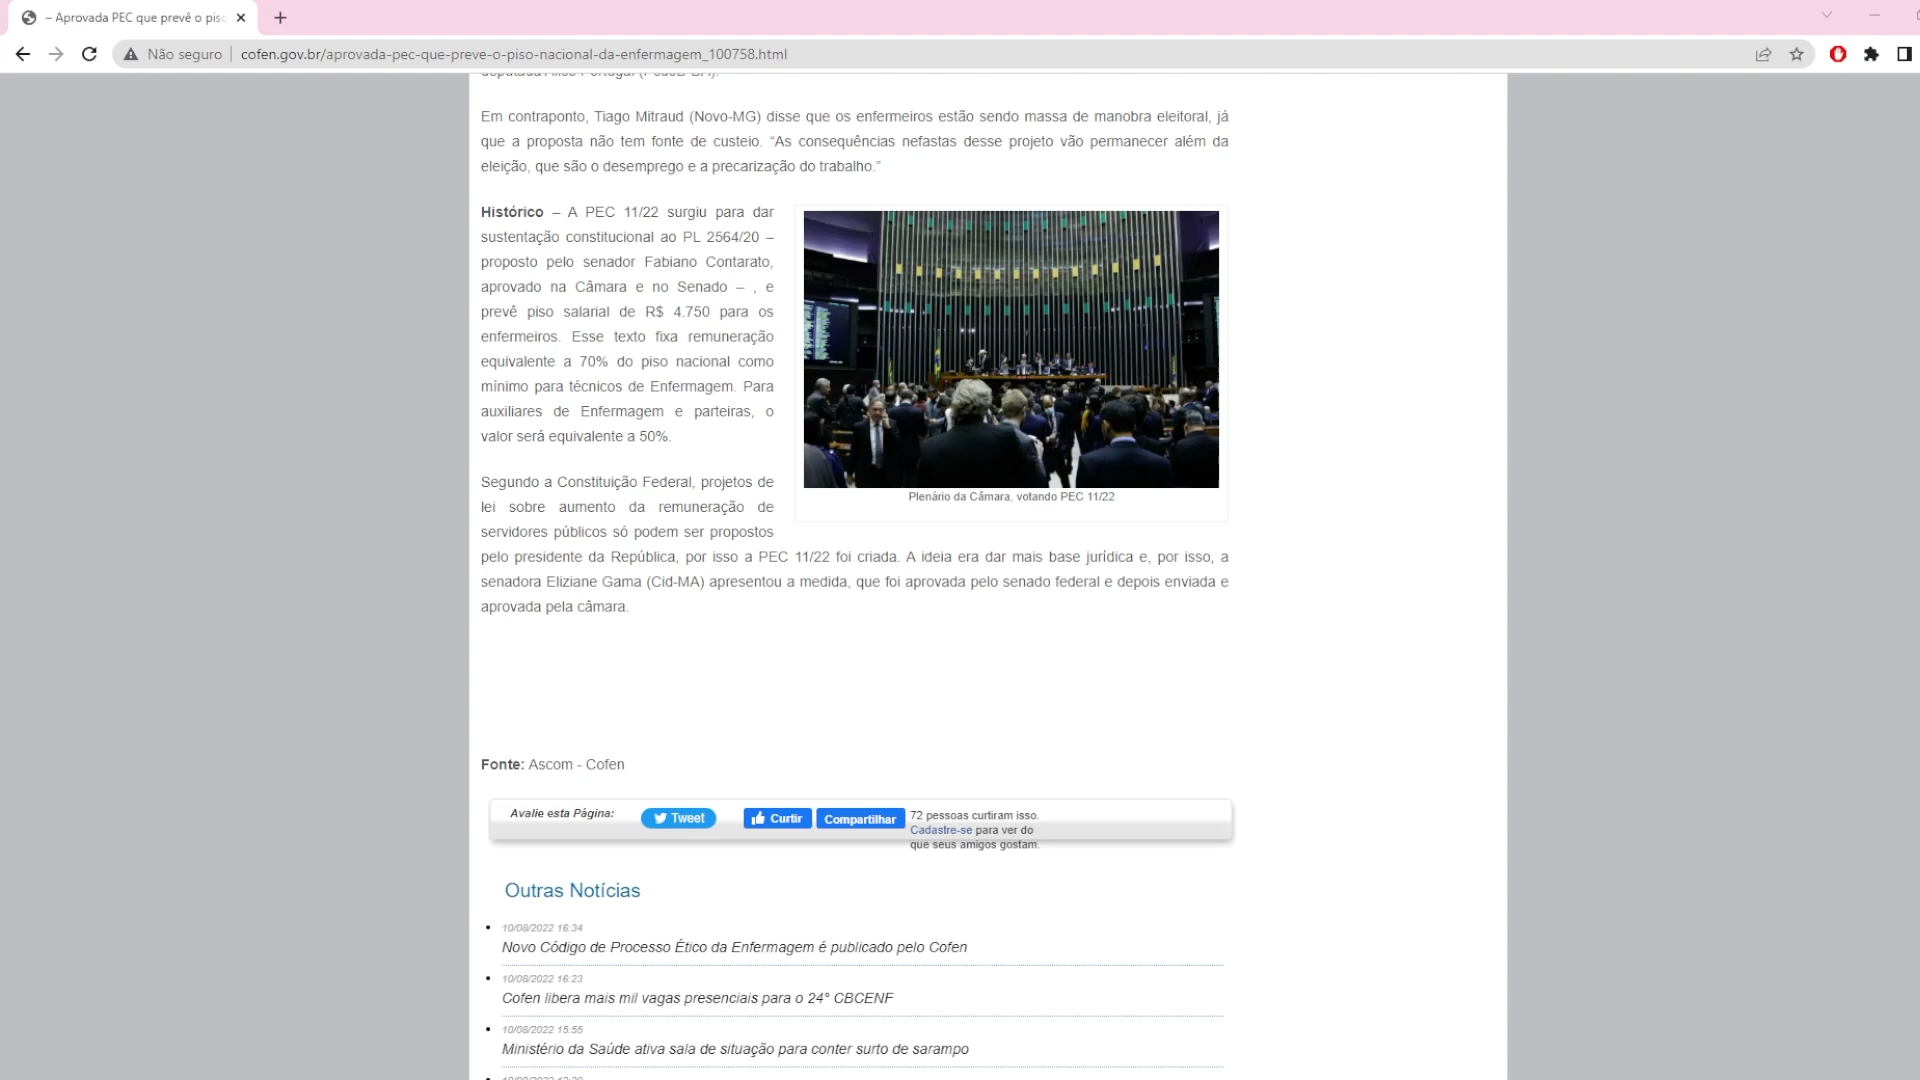 – Aprovada PEC que prevê o pis
Não seguro
cofen.gov.br/aprovada-pec-que-preve-o-piso-nacional-da-enfermagem_100758.html
Em contraponto, Tiago Mitraud (Novo-MG) disse que os enfermeiros estão sendo massa de manobra eleitoral, já
que a proposta não tem fonte de custeio. “As consequências nefastas desse projeto vão permanecer além da
eleição, que são o desemprego e a precarização do trabalho.”
Histórico – A PEC 11/22 surgiu para dar
sustentação constitucional ao PL 2564/20 –
proposto pelo senador Fabiano Contarato,
aprovado na Câmara e no Senado – , e
prevê piso salarial de R$ 4.750 para os
enfermeiros. Esse texto fixa remuneração
equivalente a 70% do piso nacional como
mínimo para técnicos de Enfermagem. Para
auxiliares de Enfermagem e parteiras, o
valor será equivalente a 50%.
Plenário da Câmara, votando PEC 11/22
Segundo a Constituição Federal, projetos de
lei sobre aumento da remuneração de
servidores públicos só podem ser propostos
pelo presidente da República, por isso a PEC 11/22 foi criada. A ideia era dar mais base jurídica e, por isso, a
senadora Eliziane Gama (Cid-MA) apresentou a medida, que foi aprovada pelo senado federal e depois enviada e
aprovada pela câmara.
Fonte: Ascom - Cofen
Avalie esta Página:
Tweet
Curtir
Compartilhar
72 pessoas curtiram isso.
Cadastre-se para ver do
que seus amigos gostam.
Outras Notícias
10/08/2022 16:34
Novo Código de Processo Ético da Enfermagem é publicado pelo Cofen
10/08/2022 16:23
Cofen libera mais mil vagas presenciais para o 24° CBCENF
10/08/2022 15:55
Ministério da Saúde ativa sala de situação para conter surto de sarampo